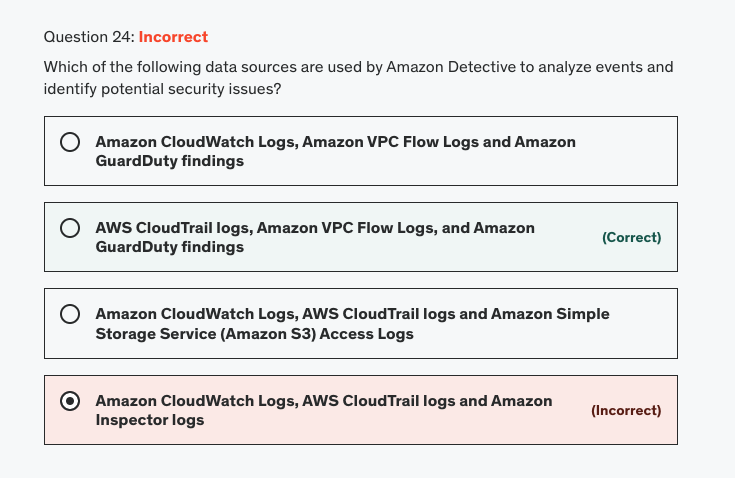 Question 24: Incorrect
Which of the following data sources are used by Amazon Detective to analyze events and
identify potential security issues?
Amazon CloudWatch Logs, Amazon VPC Flow Logs and Amazon
GuardDuty findings
AWS CloudTrail logs, Amazon VPC Flow Logs, and Amazon
GuardDuty findings
(Correct)
Amazon CloudWatch Logs, AWS CloudTrail logs and Amazon Simple
Storage Service (Amazon S3) Access Logs
Amazon CloudWatch Logs, AWS CloudTrail logs and Amazon
Inspector logs
(Incorrect)